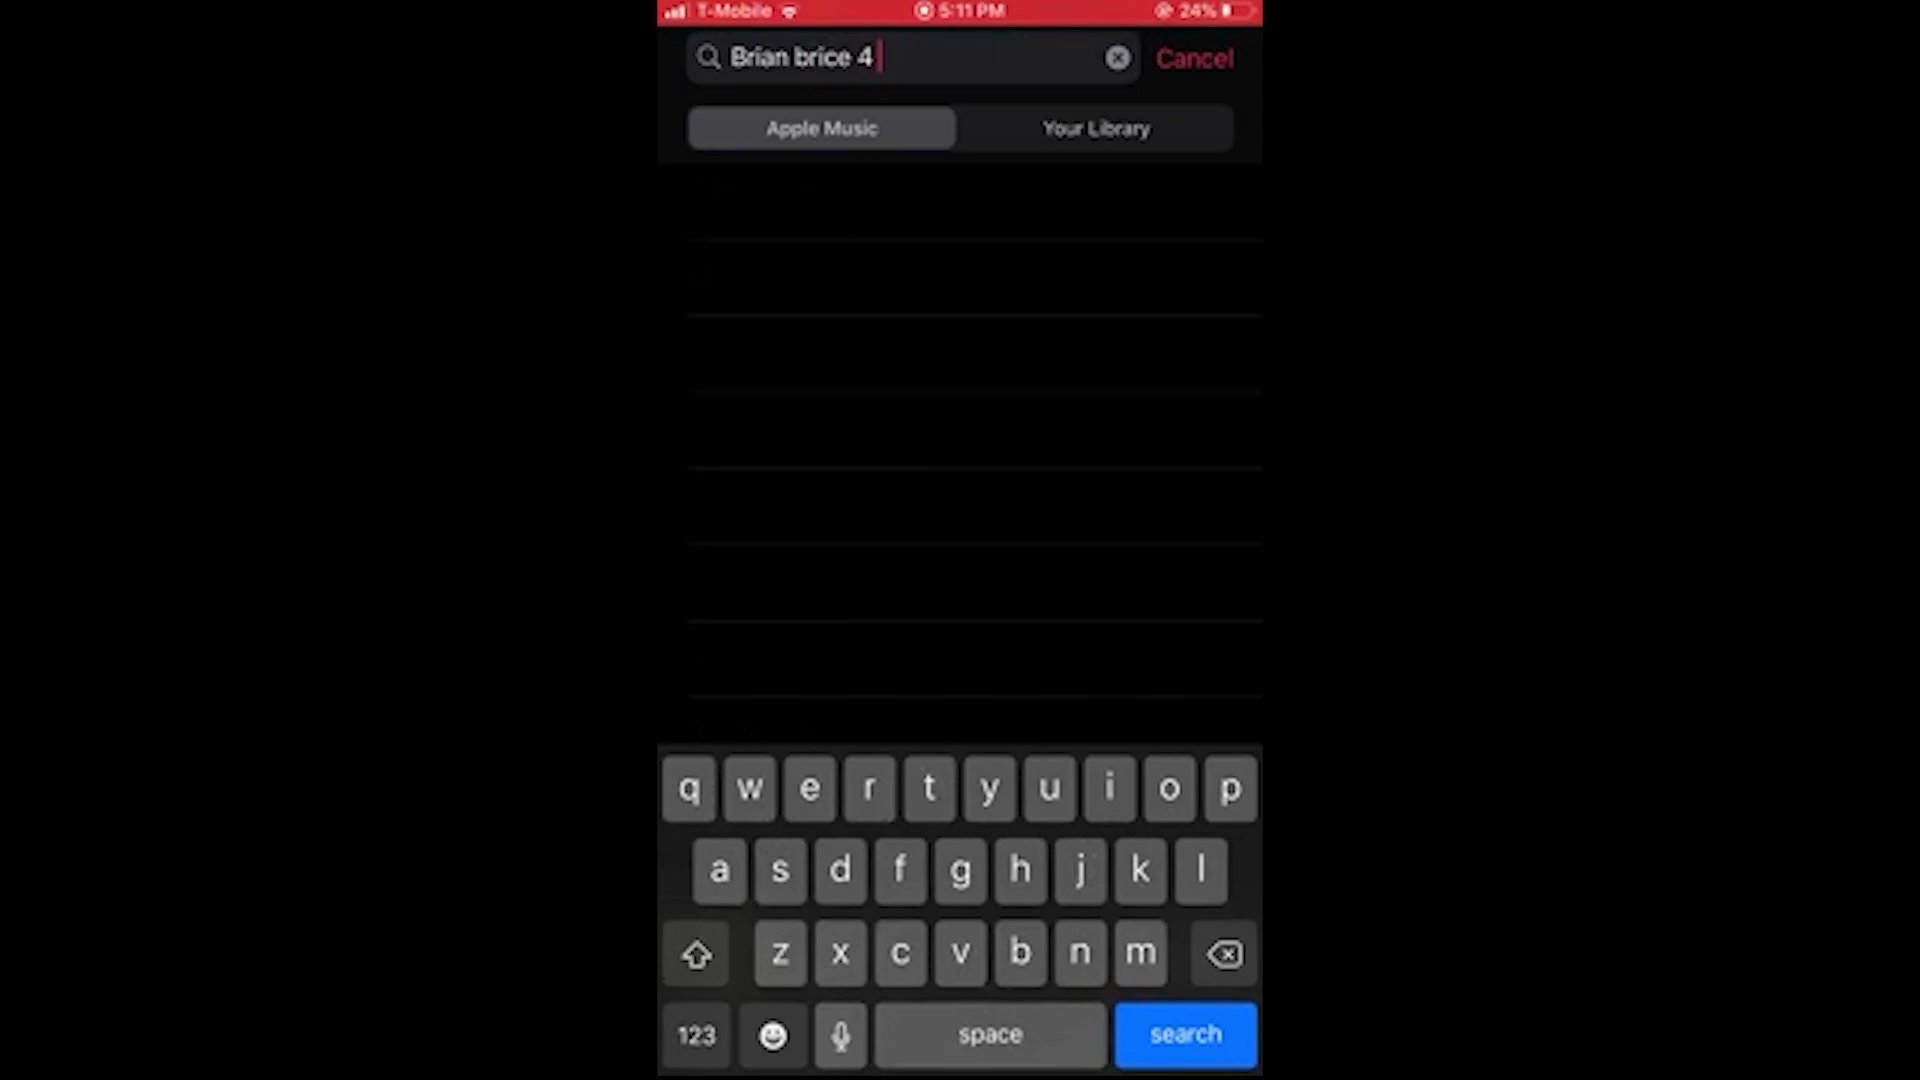 T-Mobile 5:11 PM 24%
Brian brice 4 Cancel
Apple Music Your Library
q w e r t y u i o p
a s d f g h j k l
z x c v b n m
123 space search